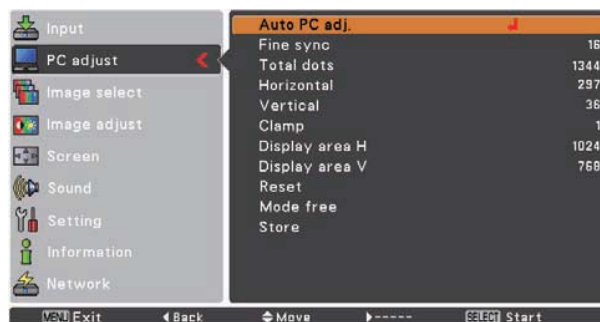 Input
PC adjust
Image select
Image adjust
Screen
Sound
Setting
Information
Network
Auto PC adj.
Fine sync 16
Total dots 1344
Horizontal 297
Vertical 36
Clamp 1
Display area H 1024
Display area V 768
Reset
Mode free
Store
MENU Exit Back Move ----- SELECT Start